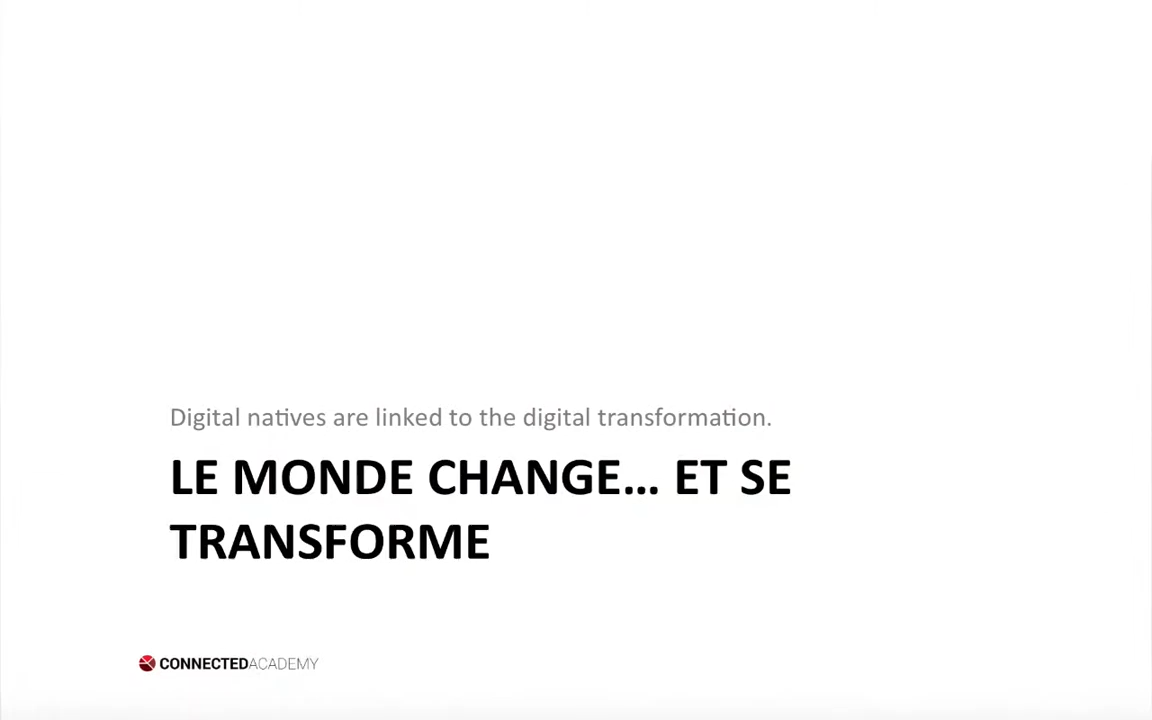 Digital natives are linked to the digital transformation.
LE MONDE CHANGE… ET SE
TRANSFORME
CONNECTEDACADEMY